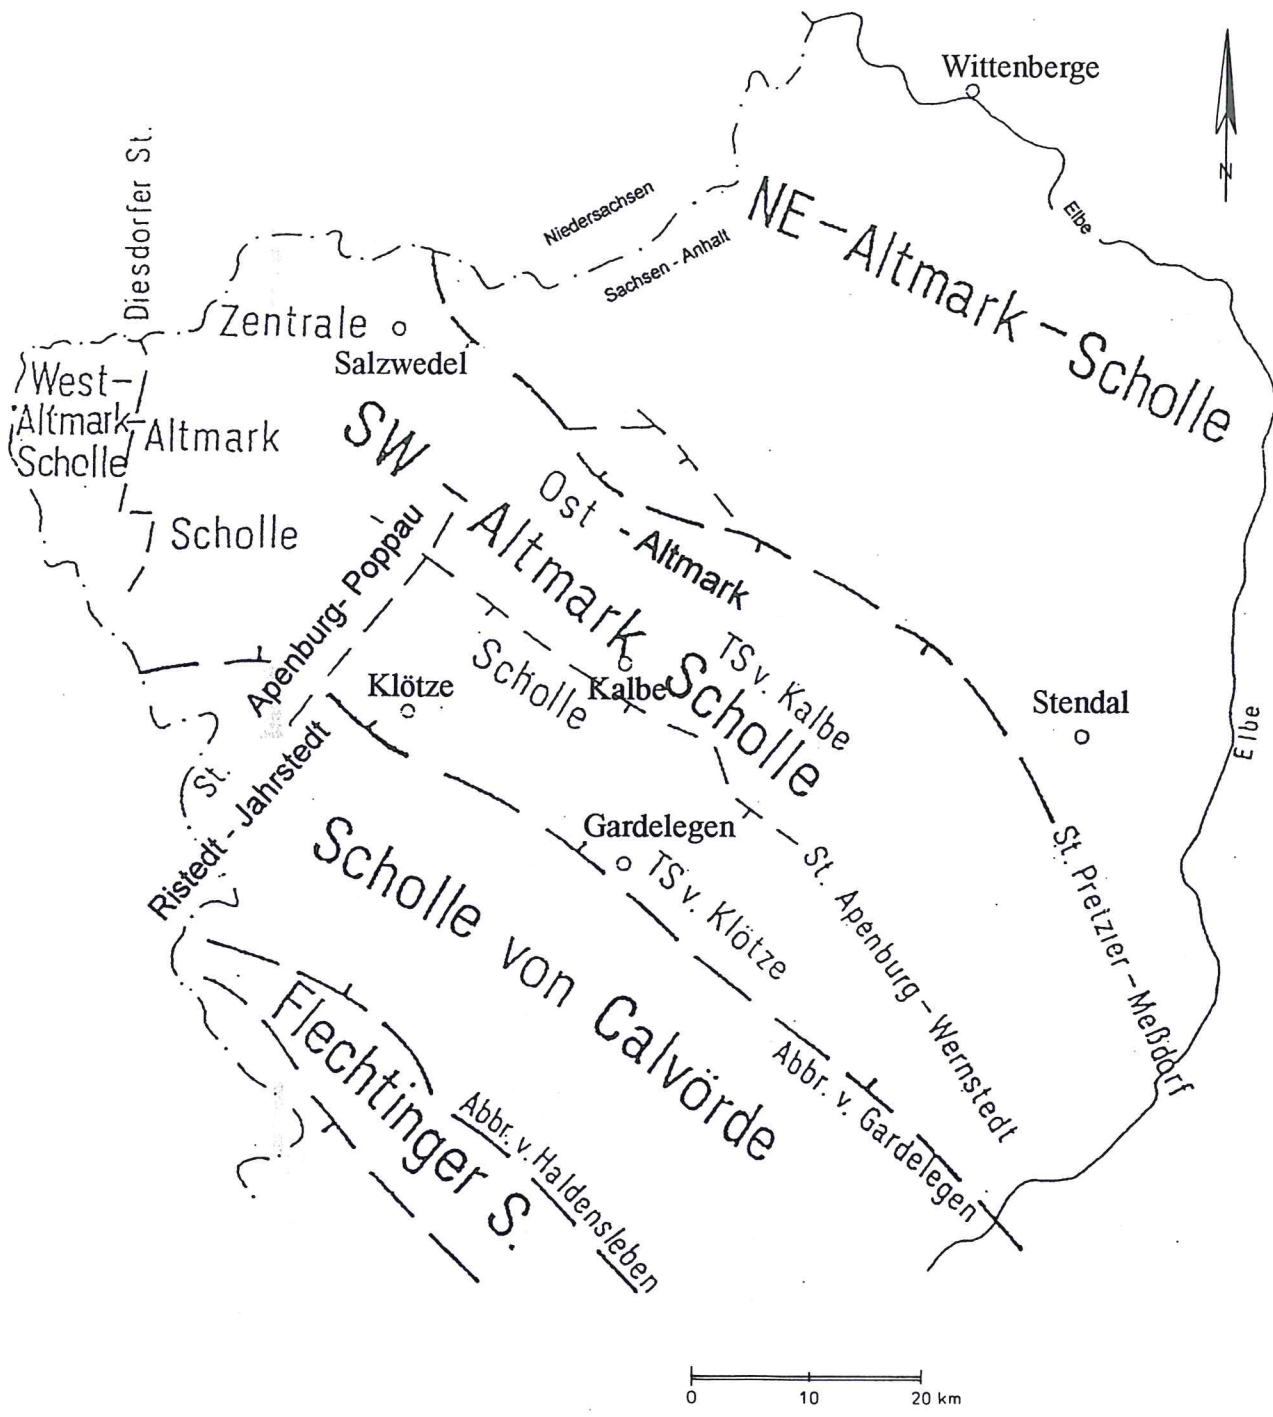 Wittenberge
N
Elbe
NE-Altmark-Scholle
Niedersachsen
Sachsen - Anhalt
Diesdorfer St.
Zentrale
Salzwedel
West-
Altmark-
Scholle
Altmark
Scholle
SW - Altmark Scholle
Ost - Altmark
Scholle
Apenburg- Poppau
St.
Ristedt - Jahrstedt
Klötze
Kalbe
TS v. Kalbe
Stendal
Elbe
Gardelegen
TS v. Klötze
St. Apenburg - Wernstedt
St. Pretzier - Meßdorf
Scholle von Calvörde
Abbr. v. Gardelegen
Flechtinger S.
Abbr. v. Haldensleben
0 10 20 km